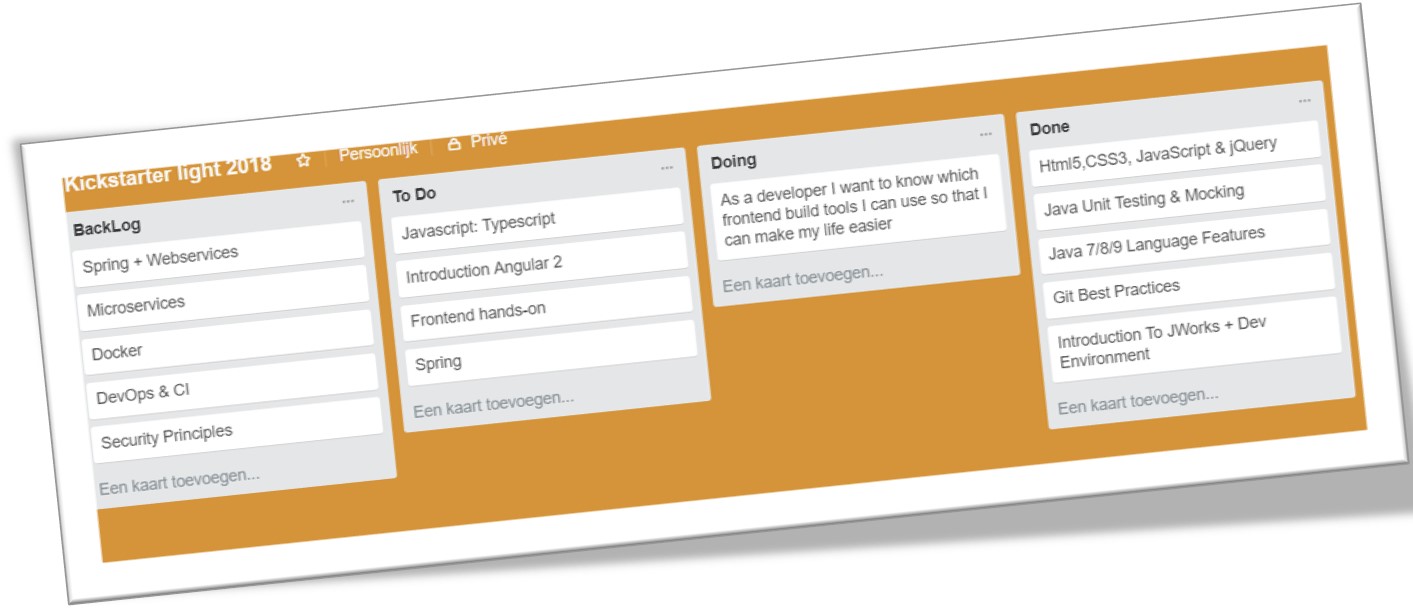 Kickstarter light 2018
Persoonlijk
Privé
BackLog
Spring + Webservices
Microservices
Docker
DevOps & CI
Security Principles
Een kaart toevoegen...
To Do
Javascript: Typescript
Introduction Angular 2
Frontend hands-on
Spring
Een kaart toevoegen...
Doing
As a developer I want to know which
frontend build tools I can use so that I
can make my life easier
Een kaart toevoegen...
Done
Html5,CSS3, JavaScript & jQuery
Java Unit Testing & Mocking
Java 7/8/9 Language Features
Git Best Practices
Introduction To JWorks + Dev
Environment
Een kaart toevoegen...